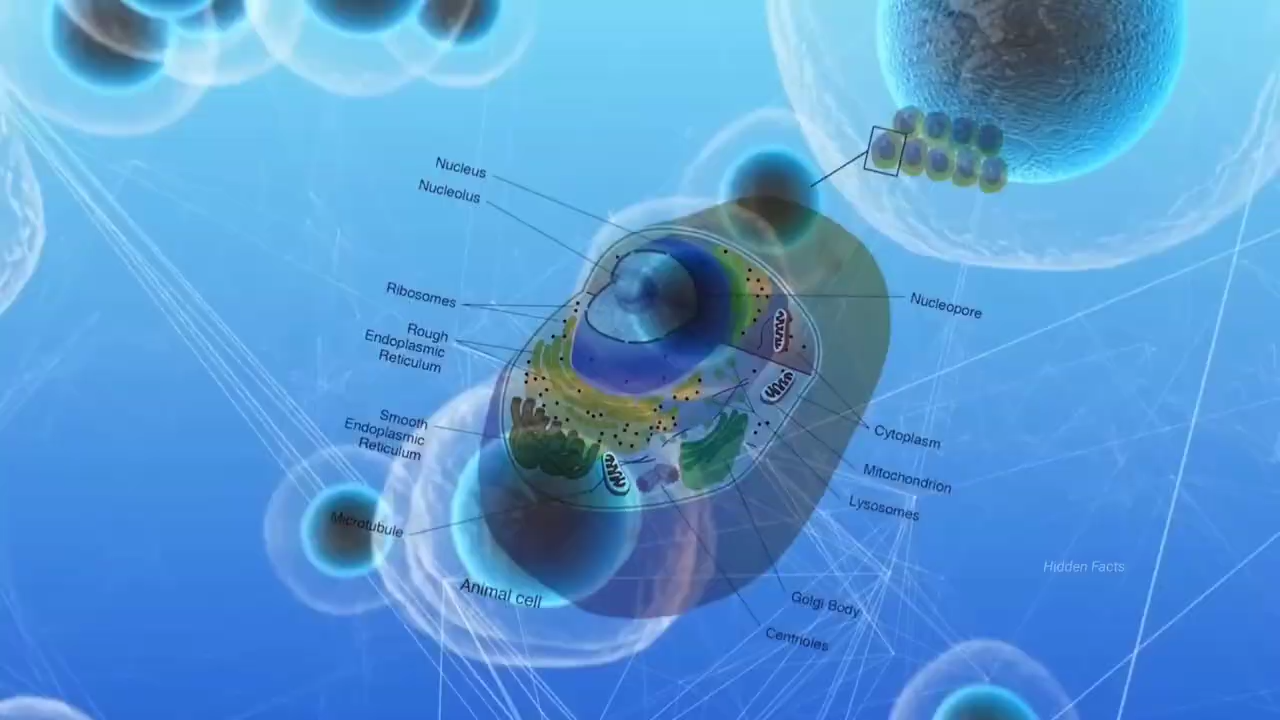 Nucleus
Nucleolus
Ribosomes
Rough
Endoplasmic
Reticulum
Smooth
Endoplasmic
Reticulum
Microtubule
Animal cell
Nucleopore
Cytoplasm
Mitochondrion
Lysosomes
Golgi Body
Centrioles
Hidden Facts